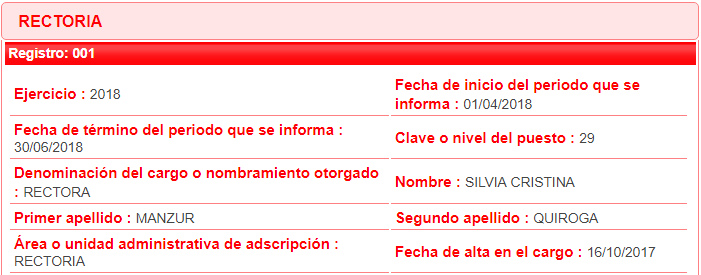 RECTORIA
Registro: 001
Ejercicio : 2018
Fecha de inicio del periodo que se
informa : 01/04/2018
Fecha de término del periodo que se informa :
30/06/2018
Clave o nivel del puesto : 29
Denominación del cargo o nombramiento otorgado
: RECTORA
Nombre : SILVIA CRISTINA
Primer apellido : MANZUR
Segundo apellido : QUIROGA
Área o unidad administrativa de adscripción :
RECTORIA
Fecha de alta en el cargo : 16/10/2017